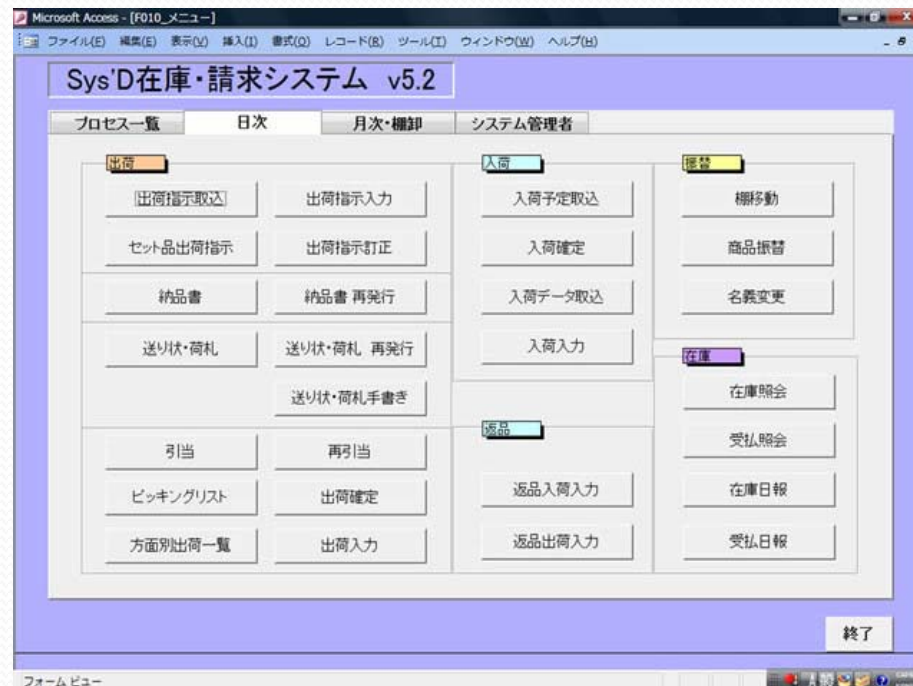 Microsoft Access - [F010_メニュー]
ファイル(F) 編集(E) 表示(V) 挿入(I) 書式(O) レコード(R) ツール(T) ウィンドウ(W) ヘルプ(H)
Sys'D在庫・請求システム v5.2
プロセス一覧 日次 月次・棚卸 システム管理者
出荷
出荷指示取込 出荷指示入力
セット品出荷指示 出荷指示訂正
納品書 納品書 再発行
送り状・荷札 送り状・荷札 再発行
送り状・荷札手書き
引当 再引当
ピッキングリスト 出荷確定
方面別出荷一覧 出荷入力
入荷
入荷予定取込
入荷確定
入荷データ取込
入荷入力
返品
返品入荷入力
返品出荷入力
振替
棚移動
商品振替
名義変更
在庫
在庫照会
受払照会
在庫日報
受払日報
終了
フォーム ビュー